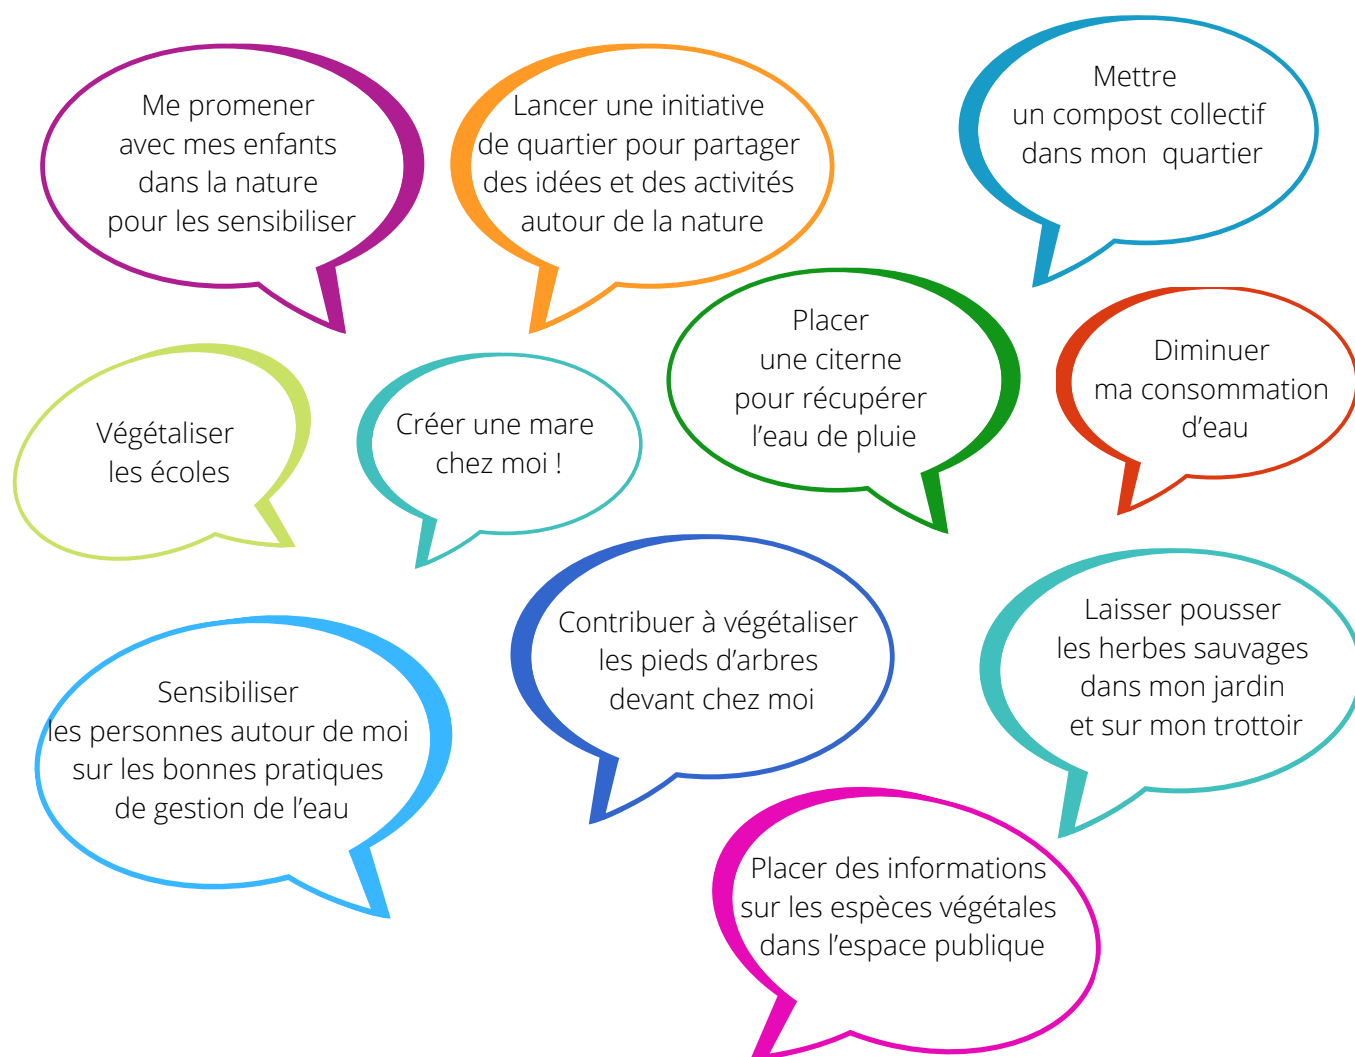 Me promener
avec mes enfants
dans la nature
pour les sensibiliser
Lancer une initiative
de quartier pour partager
des idées et des activités
autour de la nature
Mettre
un compost collectif
dans mon quartier
Placer
une citerne
pour récupérer
l'eau de pluie
Diminuer
ma consommation
d'eau
Végétaliser
les écoles
Créer une mare
chez moi !
Contribuer à végétaliser
les pieds d'arbres
devant chez moi
Laisser pousser
les herbes sauvages
dans mon jardin
et sur mon trottoir
Sensibiliser
les personnes autour de moi
sur les bonnes pratiques
de gestion de l'eau
Placer des informations
sur les espèces végétales
dans l'espace publique